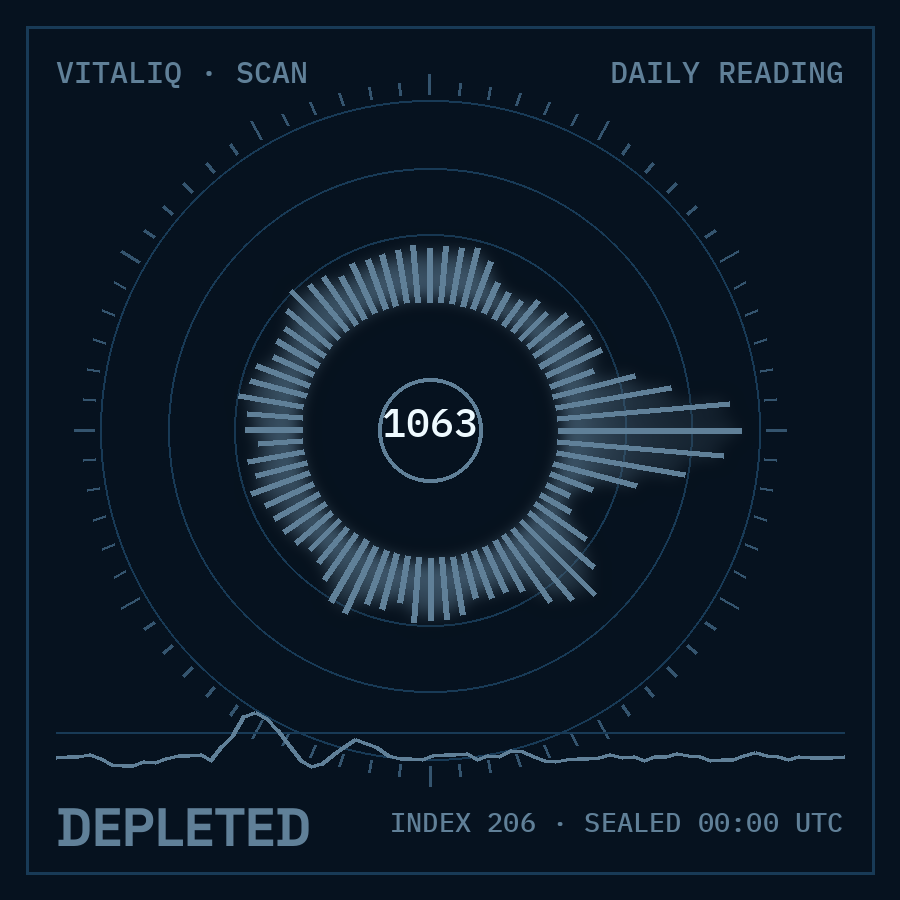 VITALIQ · SCAN
DAILY READING
1063
DEPLETED
INDEX 206 · SEALED 00:00 UTC